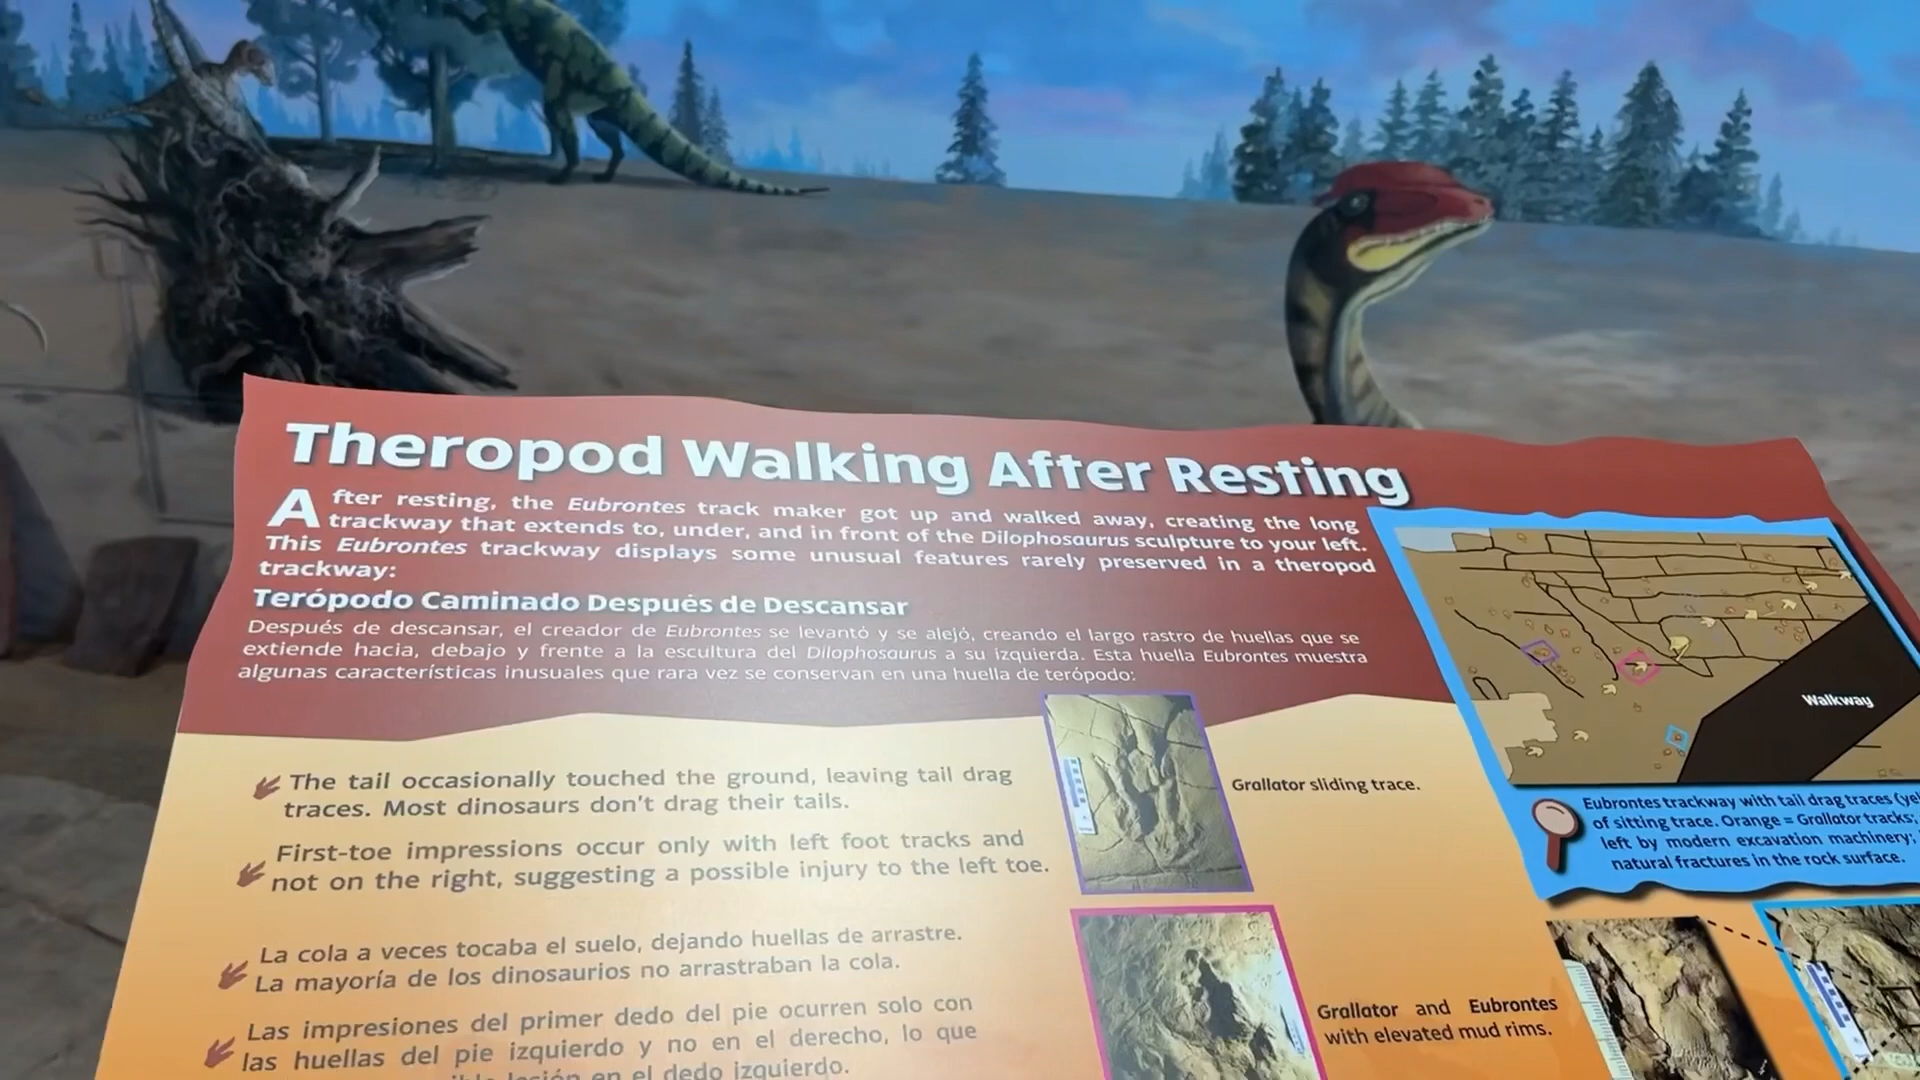 Theropod Walking After Resting
After resting, the Eubrontes track maker got up and walked away, creating the long
trackway that extends to, under, and in front of the Dilophosaurus sculpture to your left.
This Eubrontes trackway displays some unusual features rarely preserved in a theropod
trackway:
Terópodo Caminado Después de Descansar
Después de descansar, el creador de Eubrontes se levantó y se alejó, creando el largo rastro de huellas que se
extiende hacia, debajo y frente a la escultura del Dilophosaurus a su izquierda. Esta huella Eubrontes muestra
algunas características inusuales que rara vez se conservan en una huella de terópodo:
The tail occasionally touched the ground, leaving tail drag
traces. Most dinosaurs don't drag their tails.
First-toe impressions occur only with left foot tracks and
not on the right, suggesting a possible injury to the left toe.
La cola a veces tocaba el suelo, dejando huellas de arrastre.
La mayoría de los dinosaurios no arrastraban la cola.
Las impresiones del primer dedo del pie ocurren solo con
las huellas del pie izquierdo y no en el derecho, lo que
en el dedo izquierdo.
Grallator sliding trace.
Grallator and Eubrontes
with elevated mud rims.
Walkway
Eubrontes trackway with tail drag traces
of sitting trace. Orange = Grallator tracks;
left by modern excavation machinery;
natural fractures in the rock surface.